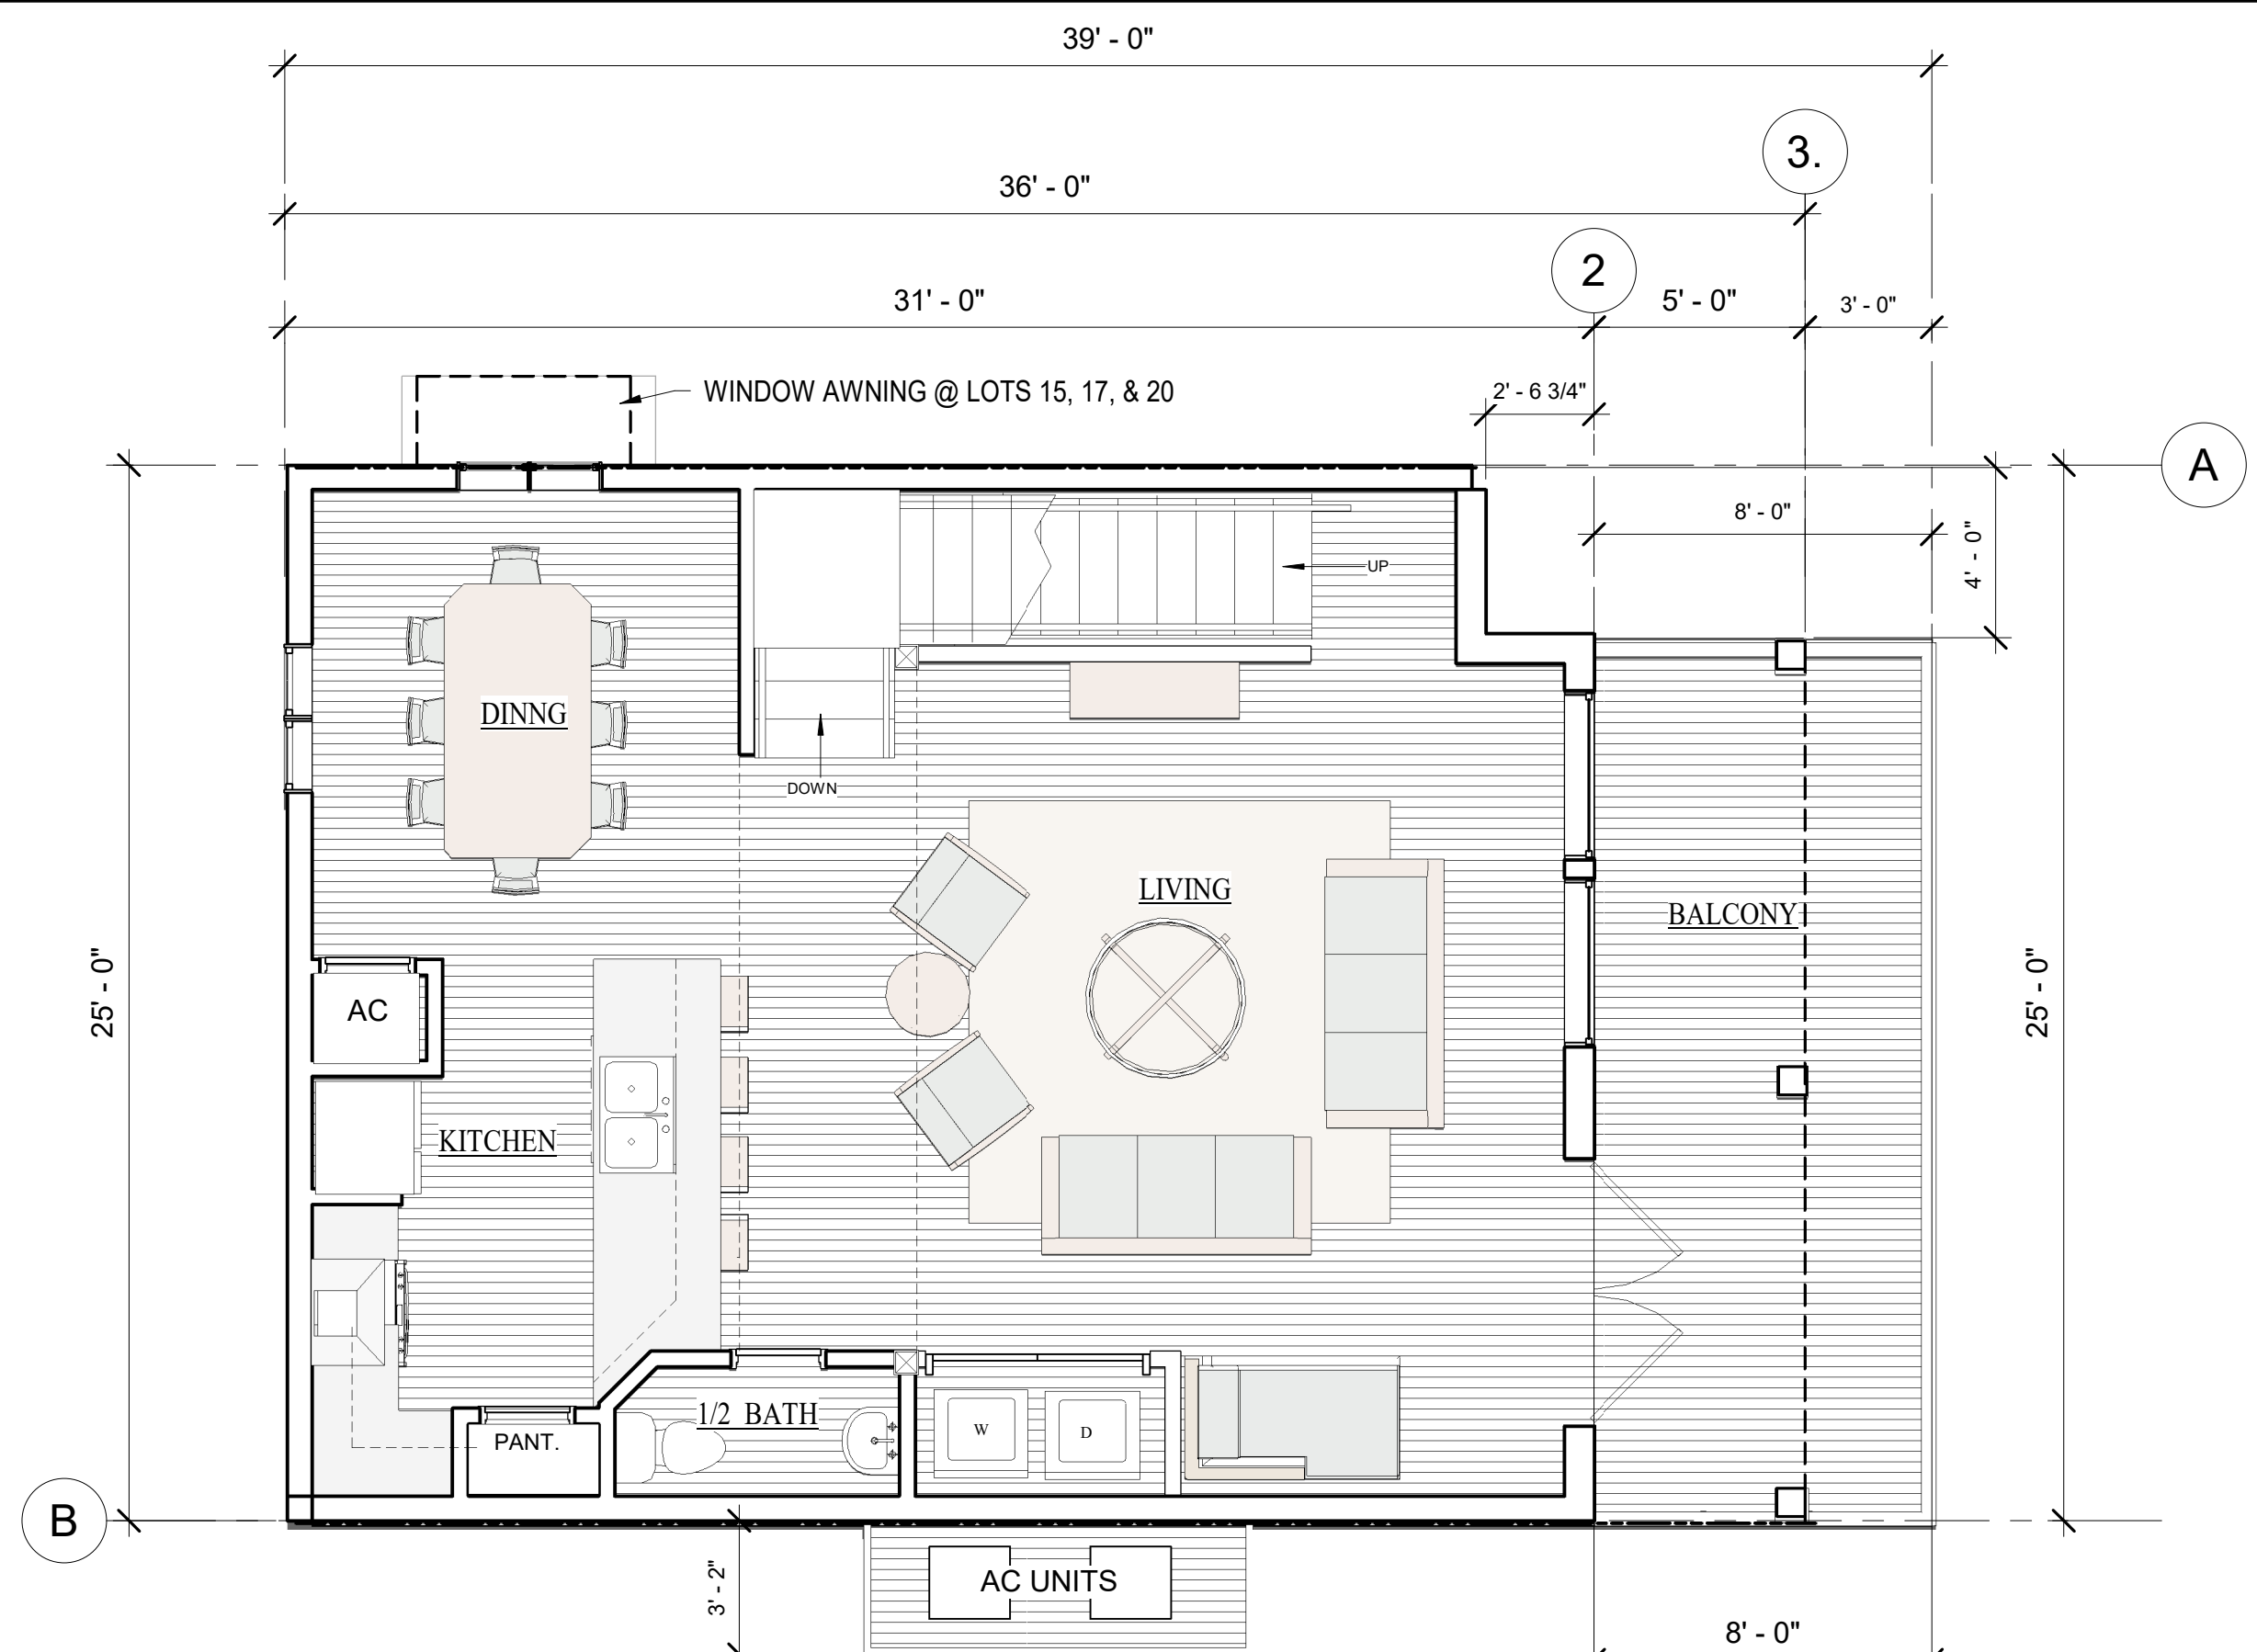 39' - 0"
3.
36' - 0"
2
31' - 0"
5' - 0"
3' - 0"
WINDOW AWNING @ LOTS 15, 17, & 20
2' - 6 3/4"
A
8' - 0"
4' - 0"
UP
DINNG
DOWN
LIVING
BALCONY
25' - 0"
25' - 0"
AC
KITCHEN
1/2 BATH
W
D
PANT.
B
3' - 2"
AC UNITS
8' - 0"